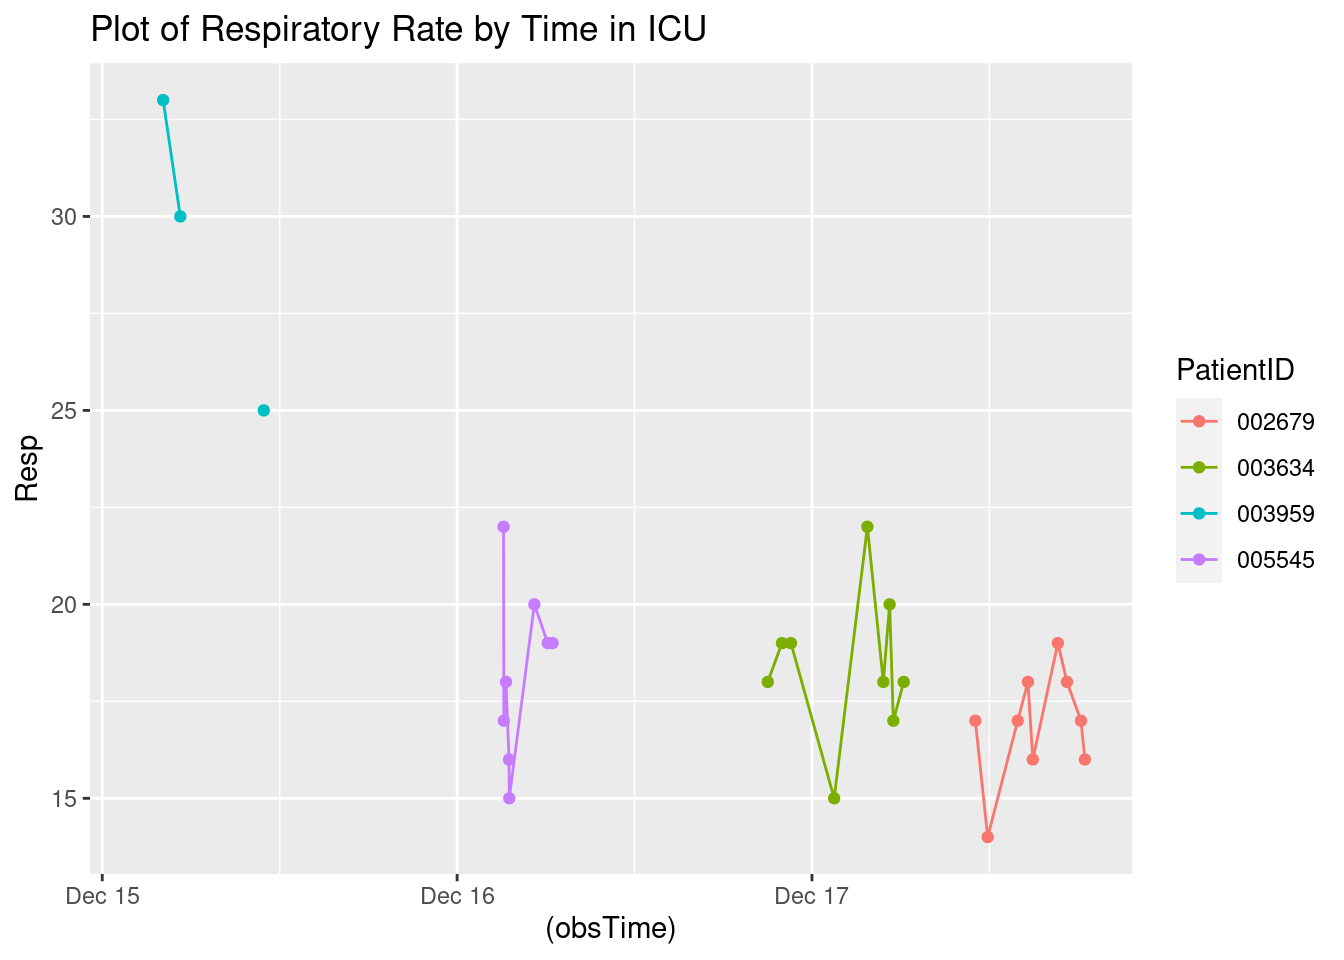 Plot of Respiratory Rate by Time in ICU
30
25
20
15
Resp
Dec 15
Dec 16
Dec 17
(obsTime)
PatientID
002679
003634
003959
005545